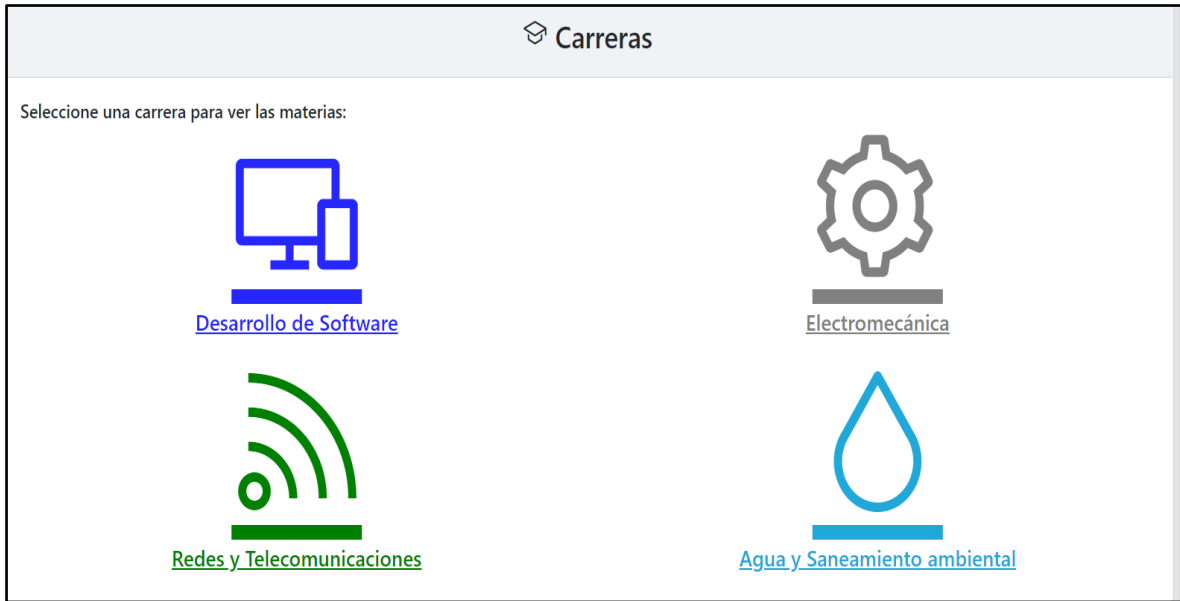 Carreras
Seleccione una carrera para ver las materias:
Desarrollo de Software
Electromecánica
Redes y Telecomunicaciones
Agua y Saneamiento ambiental